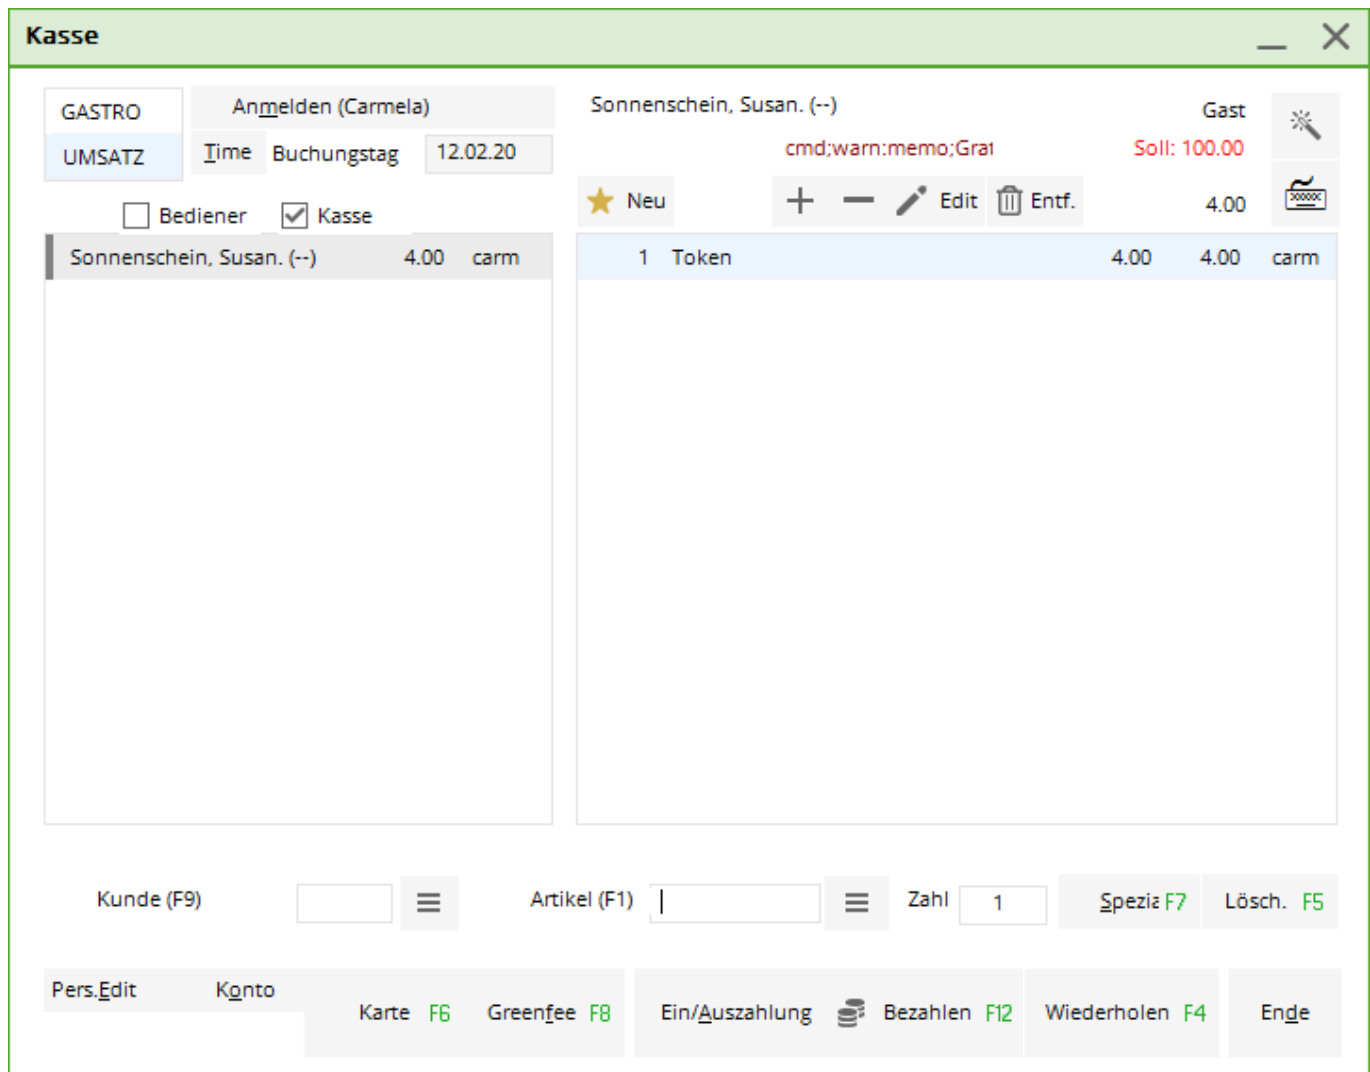 Kasse
GASTRO
UMSATZ
Anmelden (Carmela)
Time Buchungstag 12.02.20
Bediener Kasse
Sonnenschein, Susan. (--) 4.00 carm
Sonnenschein, Susan. (--) Gast
cmd;warn:memo;Grat Soll: 100.00
Neu Edit Entf. 4.00
1 Token 4.00 4.00 carm
Kunde (F9) Artikel (F1) Zahl 1 Spezia F7 Lösch. F5
Pers.Edit Konto
Karte F6 Greenfee F8 Ein/Auszahlung Bezahlen F12 Wiederholen F4 Ende